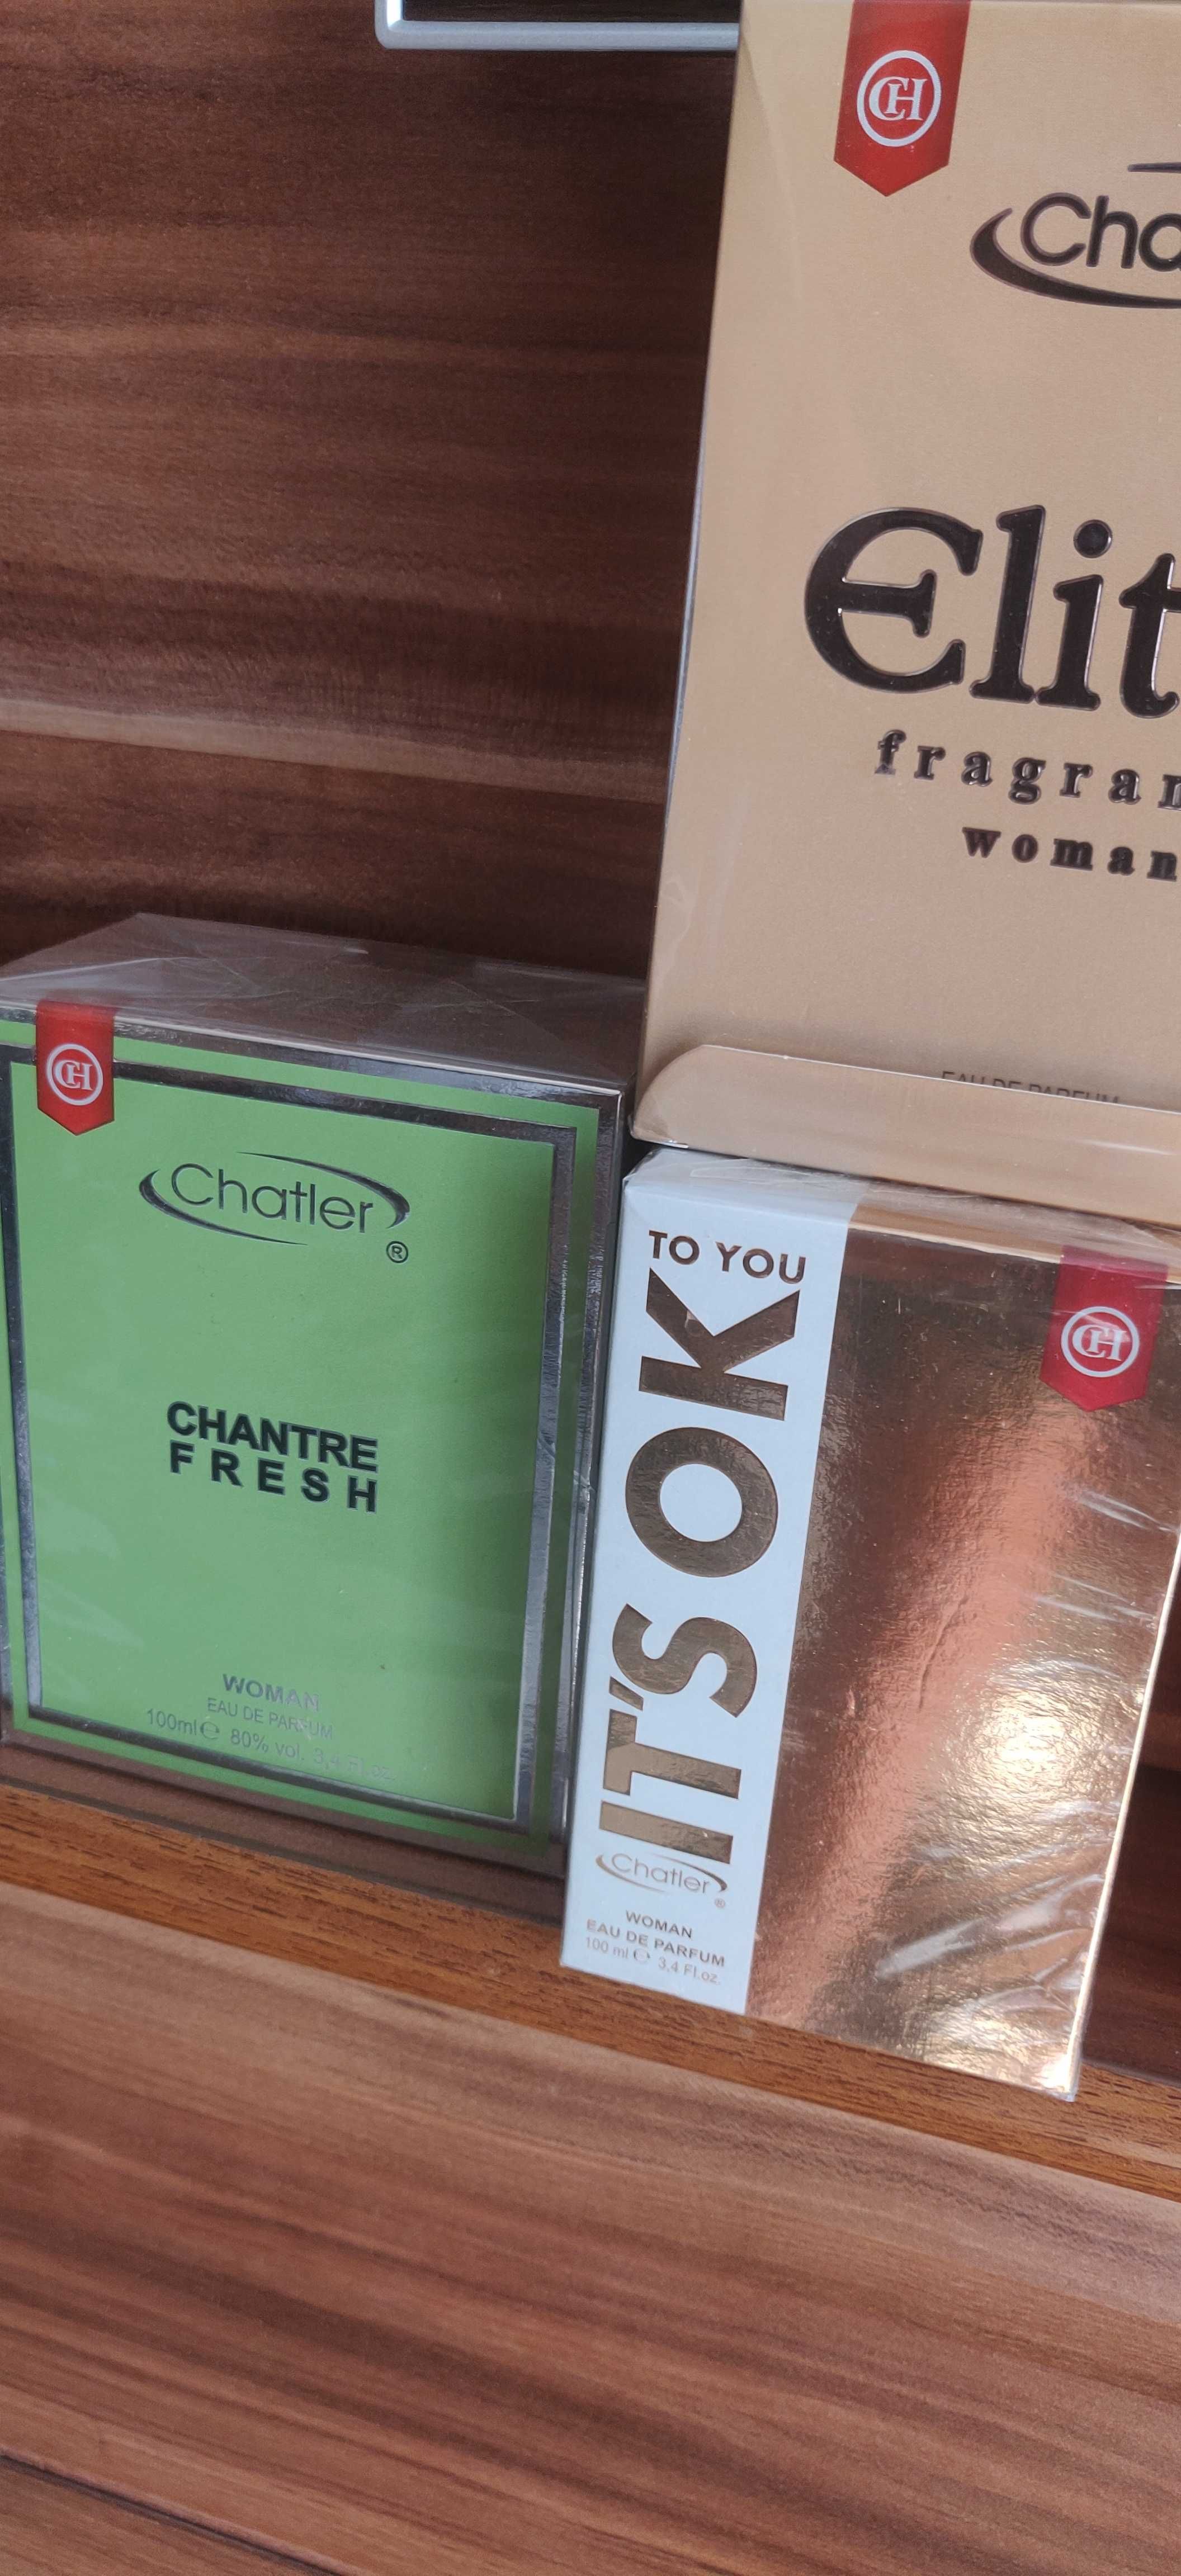 CH
Cha
Elit
fragran
woman
EAU DE PARFUM
CH
Chatler
®
CHANTRE
FRESH
WOMAN
EAU DE PARFUM
100ml e 80% vol. 3,4 Fl.oz.
TO YOU
IT'S OK
Chatler
®
WOMAN
EAU DE PARFUM
100 ml e 3,4 Fl.oz.
CH